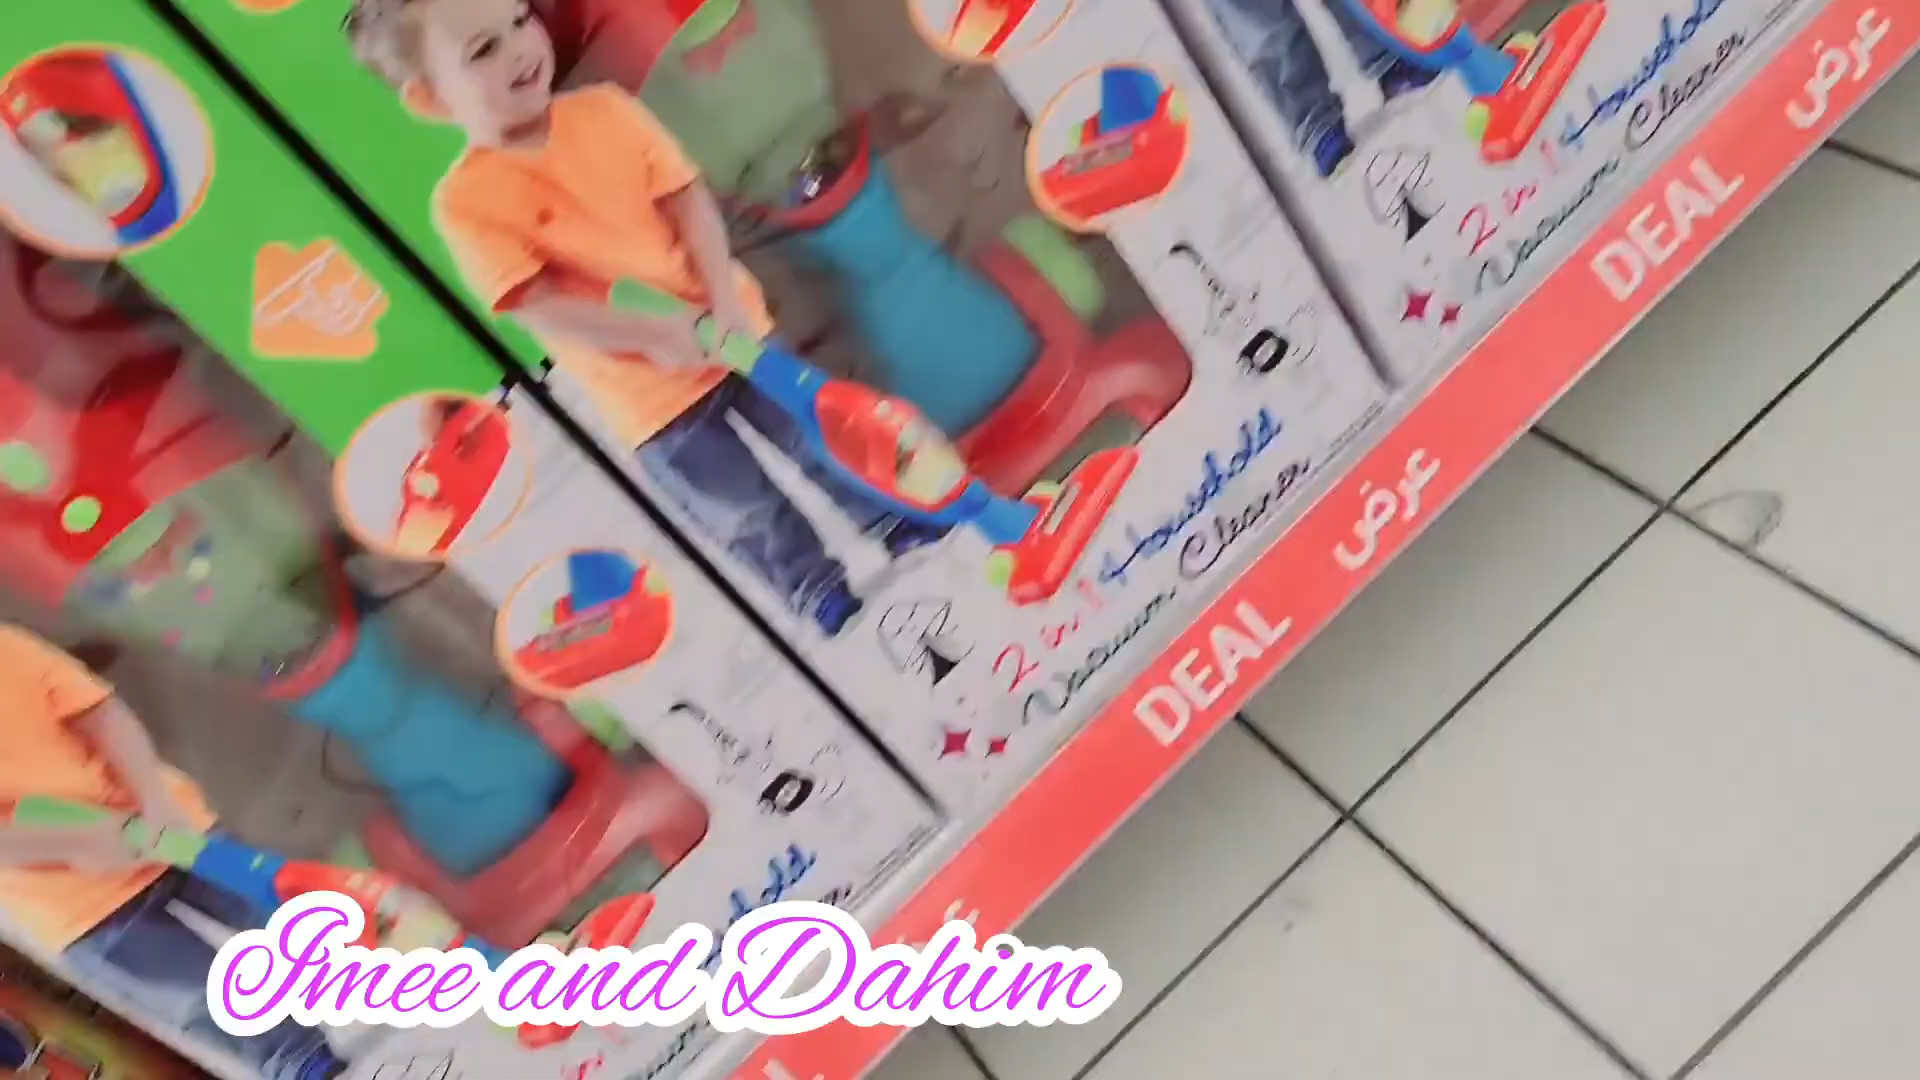 2 in 1 Household
Vacuum Cleaner
عرض
DEAL
2 in 1 Household
Vacuum Cleaner
عرض
DEAL
Imee and Dahim